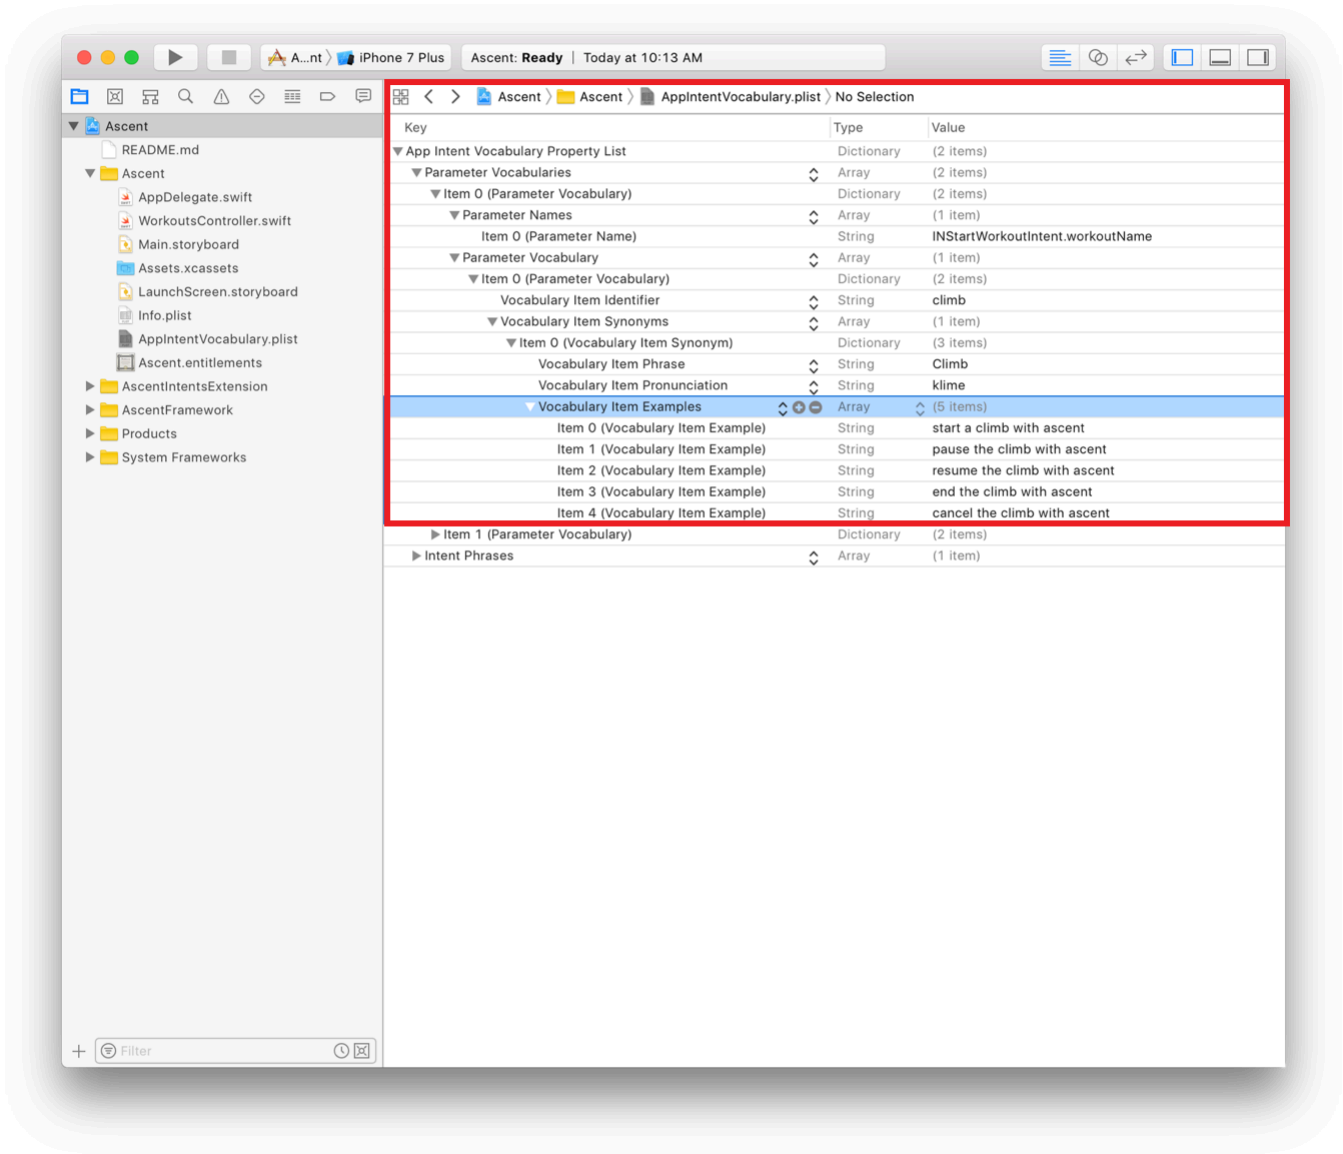 A...nt iPhone 7 Plus Ascent: Ready | Today at 10:13 AM
Ascent
README.md
Ascent
AppDelegate.swift
WorkoutsController.swift
Main.storyboard
Assets.xcassets
LaunchScreen.storyboard
Info.plist
AppIntentVocabulary.plist
Ascent.entitlements
AscentIntentsExtension
AscentFramework
Products
System Frameworks
Filter
Ascent Ascent AppIntentVocabulary.plist No Selection
Key Type Value
App Intent Vocabulary Property List Dictionary (2 items)
Parameter Vocabularies Array (2 items)
Item 0 (Parameter Vocabulary) Dictionary (2 items)
Parameter Names Array (1 item)
Item 0 (Parameter Name) String INStartWorkoutIntent.workoutName
Parameter Vocabulary Array (1 item)
Item 0 (Parameter Vocabulary) Dictionary (2 items)
Vocabulary Item Identifier String climb
Vocabulary Item Synonyms Array (1 item)
Item 0 (Vocabulary Item Synonym) Dictionary (3 items)
Vocabulary Item Phrase String Climb
Vocabulary Item Pronunciation String klime
Vocabulary Item Examples Array (5 items)
Item 0 (Vocabulary Item Example) String start a climb with ascent
Item 1 (Vocabulary Item Example) String pause the climb with ascent
Item 2 (Vocabulary Item Example) String resume the climb with ascent
Item 3 (Vocabulary Item Example) String end the climb with ascent
Item 4 (Vocabulary Item Example) String cancel the climb with ascent
Item 1 (Parameter Vocabulary) Dictionary (2 items)
Intent Phrases Array (1 item)